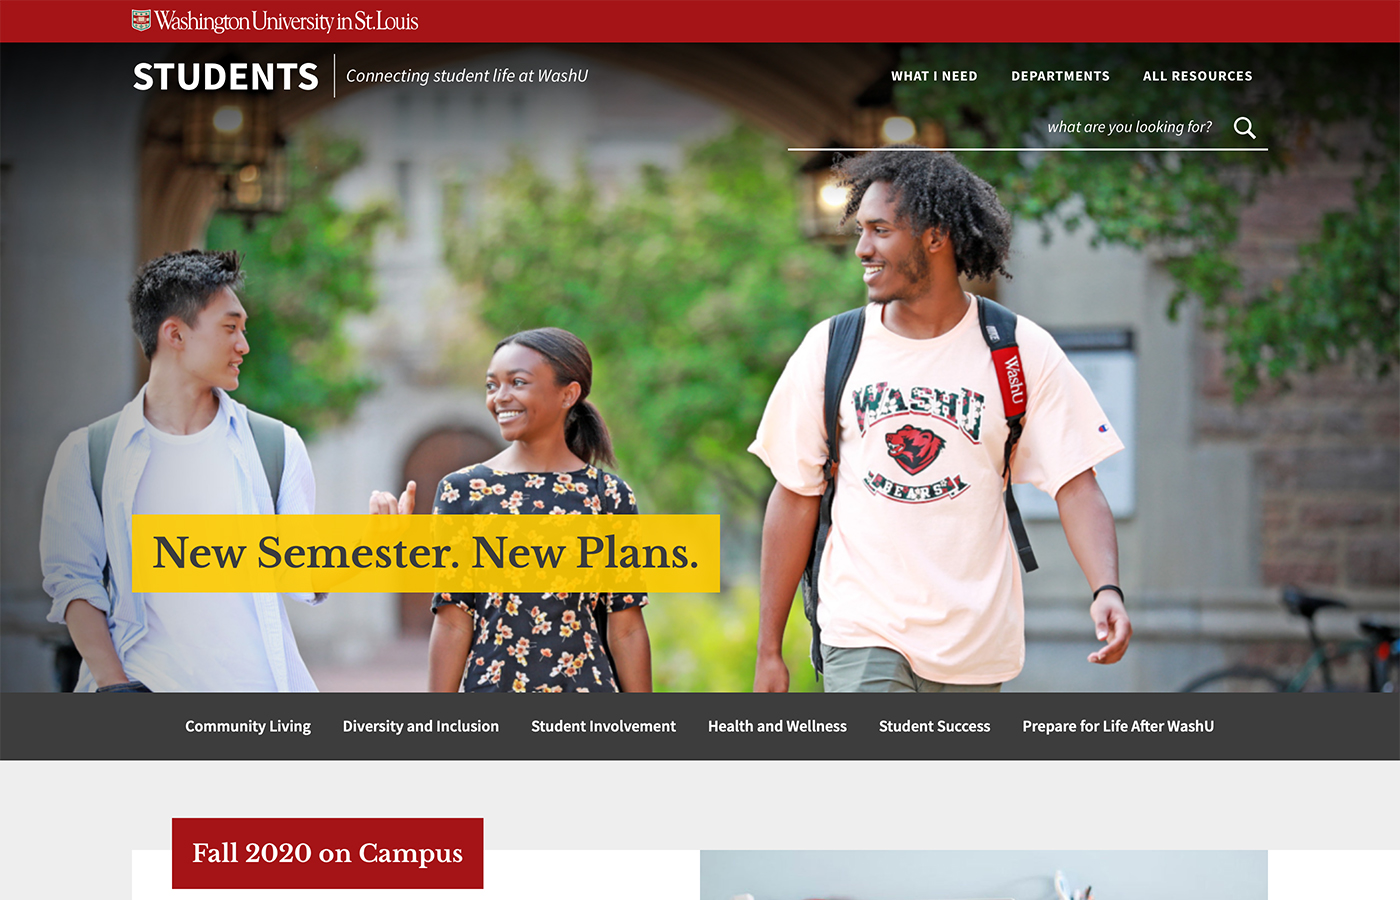 Washington University in St. Louis
STUDENTS
Connecting student life at WashU
WHAT I NEED
DEPARTMENTS
ALL RESOURCES
what are you looking for?
WashU
WASHU
BEARS
New Semester. New Plans.
Community Living
Diversity and Inclusion
Student Involvement
Health and Wellness
Student Success
Prepare for Life After WashU
Fall 2020 on Campus